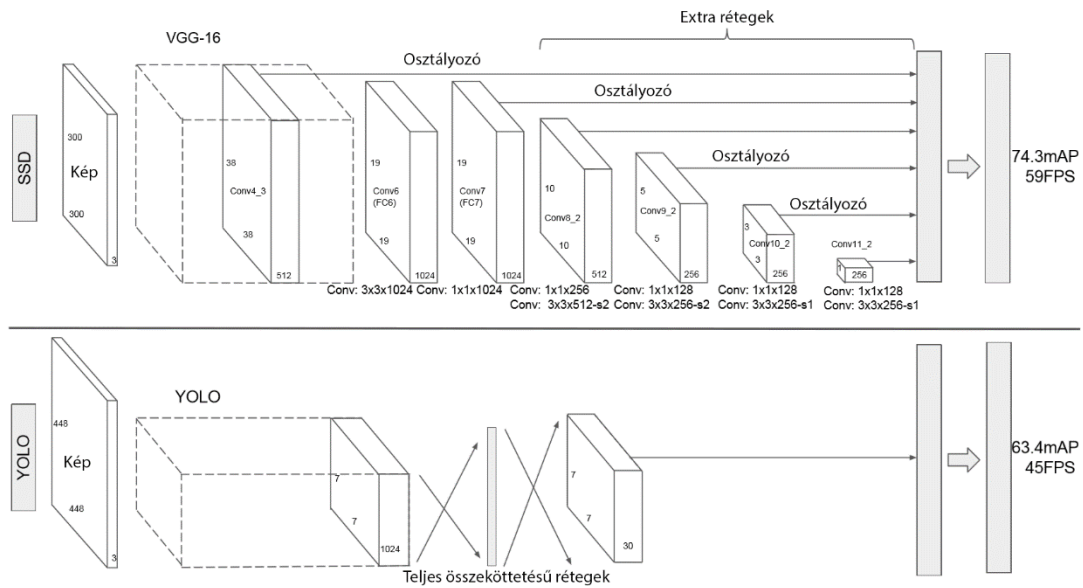 Extra rétegek
VGG-16
Osztályozó
Osztályozó
Osztályozó
Osztályozó
SSD
300
Kép
300
3
38
Conv4_3
38
512
19
Conv6
(FC6)
19
1024
19
Conv7
(FC7)
19
1024
10
Conv8_2
10
512
5
Conv9_2
5
256
3
Conv10_2
3
256
Conv11_2
1
256
74.3mAP
59FPS
Conv: 3x3x1024
Conv: 1x1x1024
Conv: 1x1x256
Conv: 3x3x512-s2
Conv: 1x1x128
Conv: 3x3x256-s2
Conv: 1x1x128
Conv: 3x3x256-s1
Conv: 1x1x128
Conv: 3x3x256-s1
YOLO
448
Kép
448
3
YOLO
7
7
1024
7
7
30
Teljes összeköttetésű rétegek
63.4mAP
45FPS